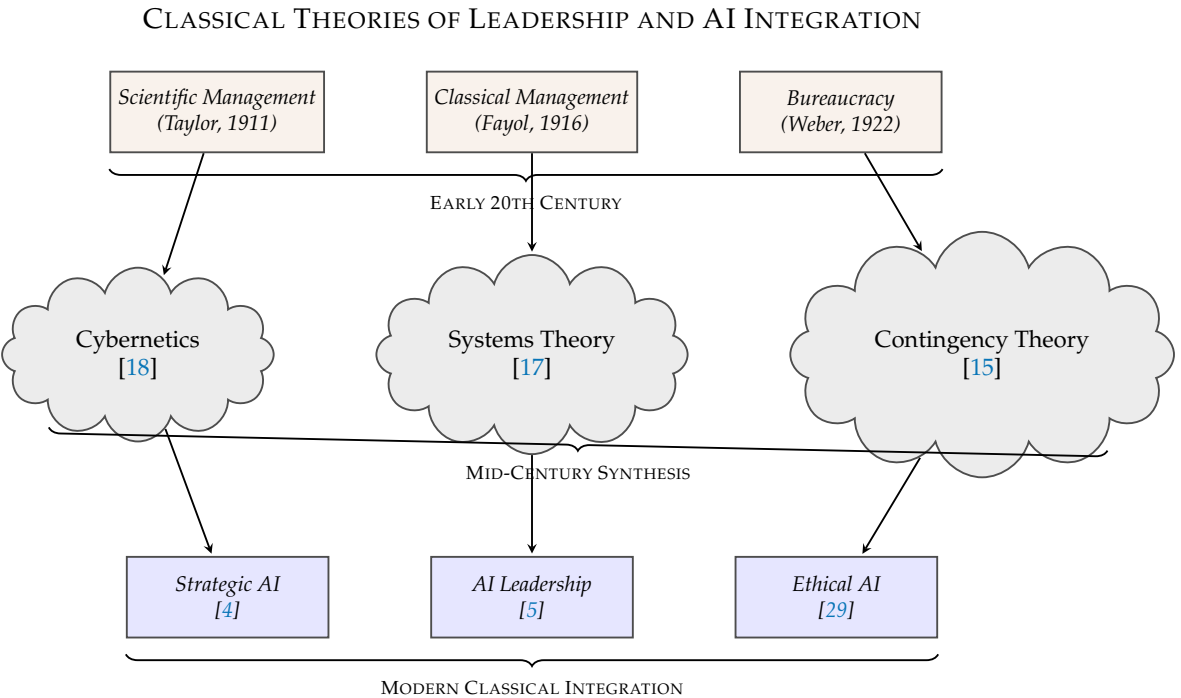 CLASSICAL THEORIES OF LEADERSHIP AND AI INTEGRATION
Scientific Management
(Taylor, 1911)
Classical Management
(Fayol, 1916)
Bureaucracy
(Weber, 1922)
EARLY 20TH CENTURY
Cybernetics
[18]
Systems Theory
[17]
Contingency Theory
[15]
MID-CENTURY SYNTHESIS
Strategic AI
[4]
AI Leadership
[5]
Ethical AI
[29]
MODERN CLASSICAL INTEGRATION